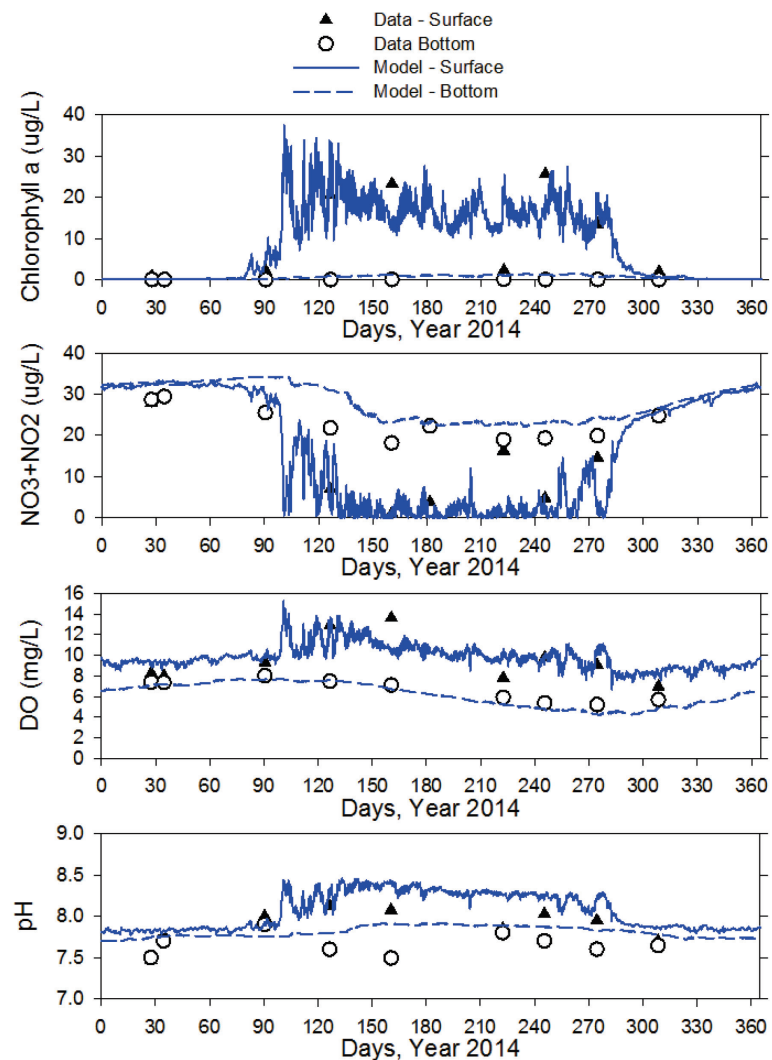 Data - Surface
Data Bottom
Model - Surface
Model - Bottom
Chlorophyll a (ug/L)
40
30
20
10
0
0 30 60 90 120 150 180 210 240 270 300 330 360
Days, Year 2014
NO3+NO2 (ug/L)
40
30
20
10
0
0 30 60 90 120 150 180 210 240 270 300 330 360
Days, Year 2014
DO (mg/L)
16
14
12
10
8
6
4
2
0
0 30 60 90 120 150 180 210 240 270 300 330 360
Days, Year 2014
pH
9.0
8.5
8.0
7.5
7.0
0 30 60 90 120 150 180 210 240 270 300 330 360
Days, Year 2014